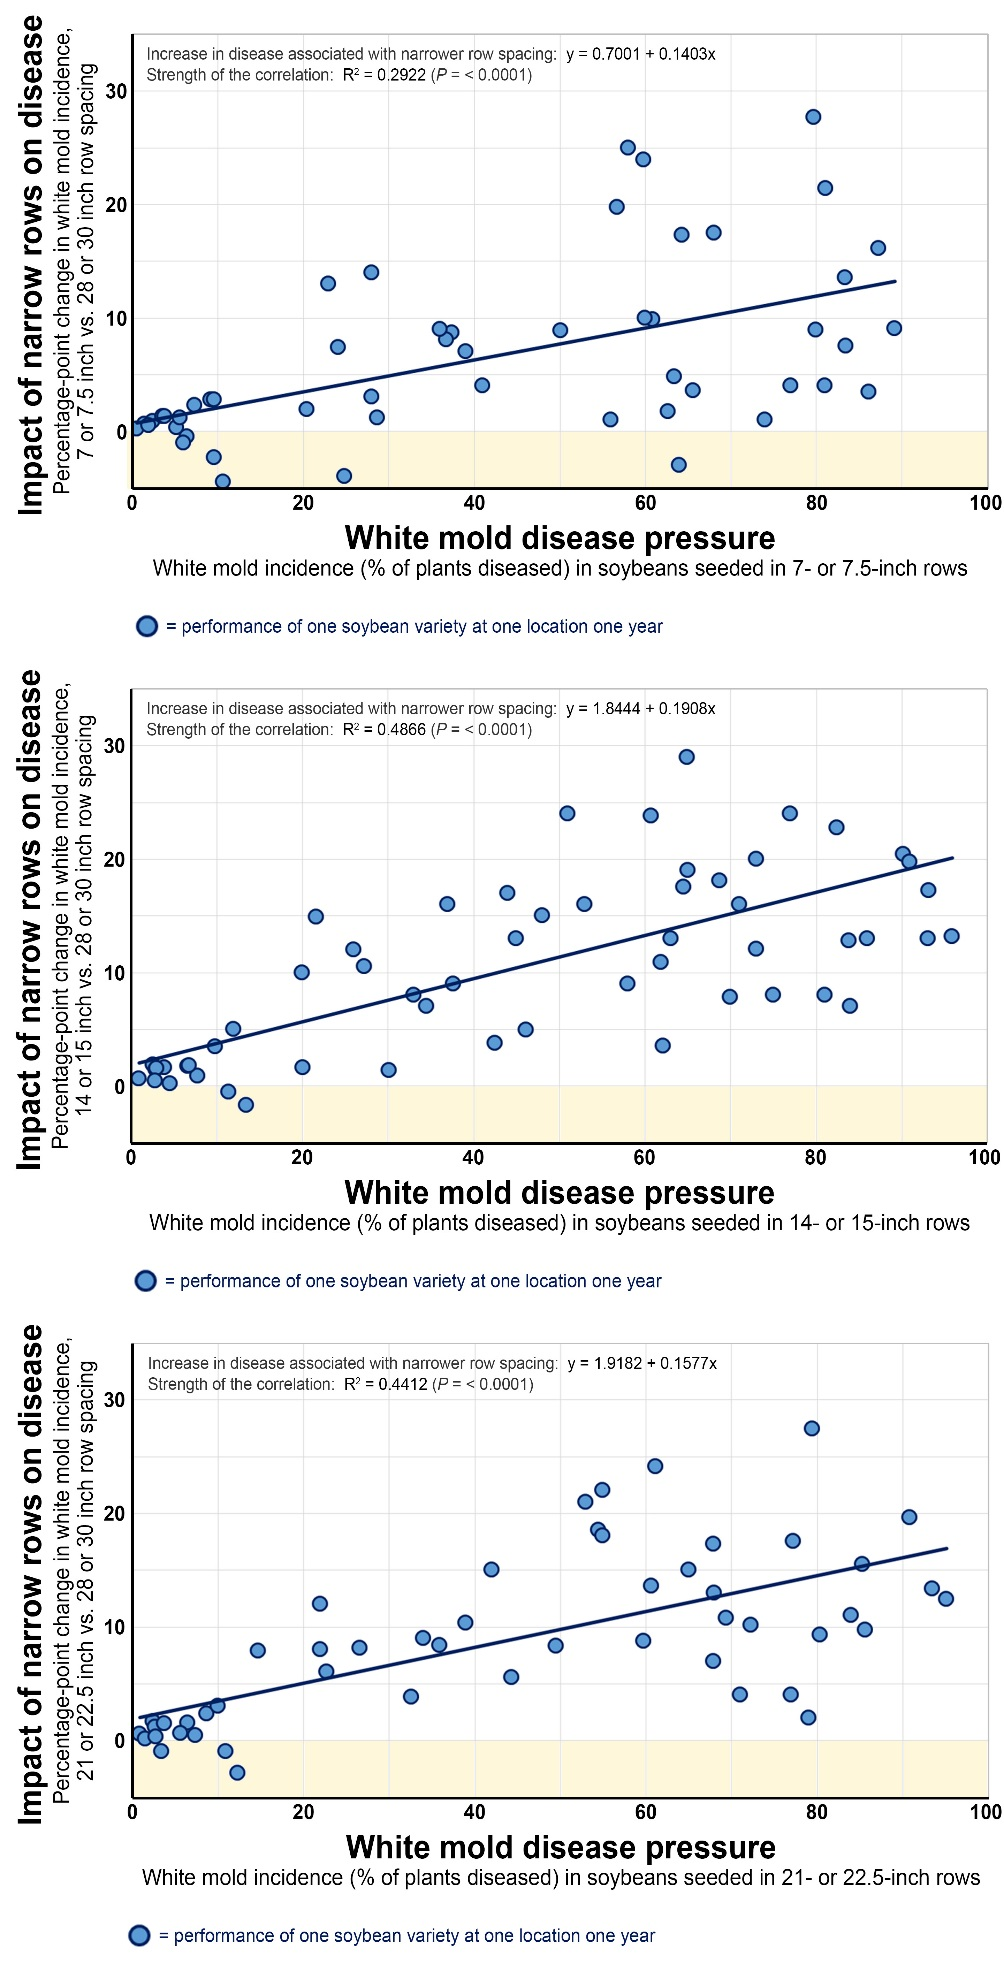 Impact of narrow rows on disease
Percentage-point change in white mold incidence,
7 or 7.5 inch vs. 28 or 30 inch row spacing
Increase in disease associated with narrower row spacing: y = 0.7001 + 0.1403x
Strength of the correlation: R² = 0.2922 (P = < 0.0001)
30
20
10
0
0 20 40 60 80 100
White mold disease pressure
White mold incidence (% of plants diseased) in soybeans seeded in 7- or 7.5-inch rows
= performance of one soybean variety at one location one year
Impact of narrow rows on disease
Percentage-point change in white mold incidence,
14 or 15 inch vs. 28 or 30 inch row spacing
Increase in disease associated with narrower row spacing: y = 1.8444 + 0.1908x
Strength of the correlation: R² = 0.4866 (P = < 0.0001)
30
20
10
0
0 20 40 60 80 100
White mold disease pressure
White mold incidence (% of plants diseased) in soybeans seeded in 14- or 15-inch rows
= performance of one soybean variety at one location one year
Impact of narrow rows on disease
Percentage-point change in white mold incidence,
21 or 22.5 inch vs. 28 or 30 inch row spacing
Increase in disease associated with narrower row spacing: y = 1.9182 + 0.1577x
Strength of the correlation: R² = 0.4412 (P = < 0.0001)
30
20
10
0
0 20 40 60 80 100
White mold disease pressure
White mold incidence (% of plants diseased) in soybeans seeded in 21- or 22.5-inch rows
= performance of one soybean variety at one location one year